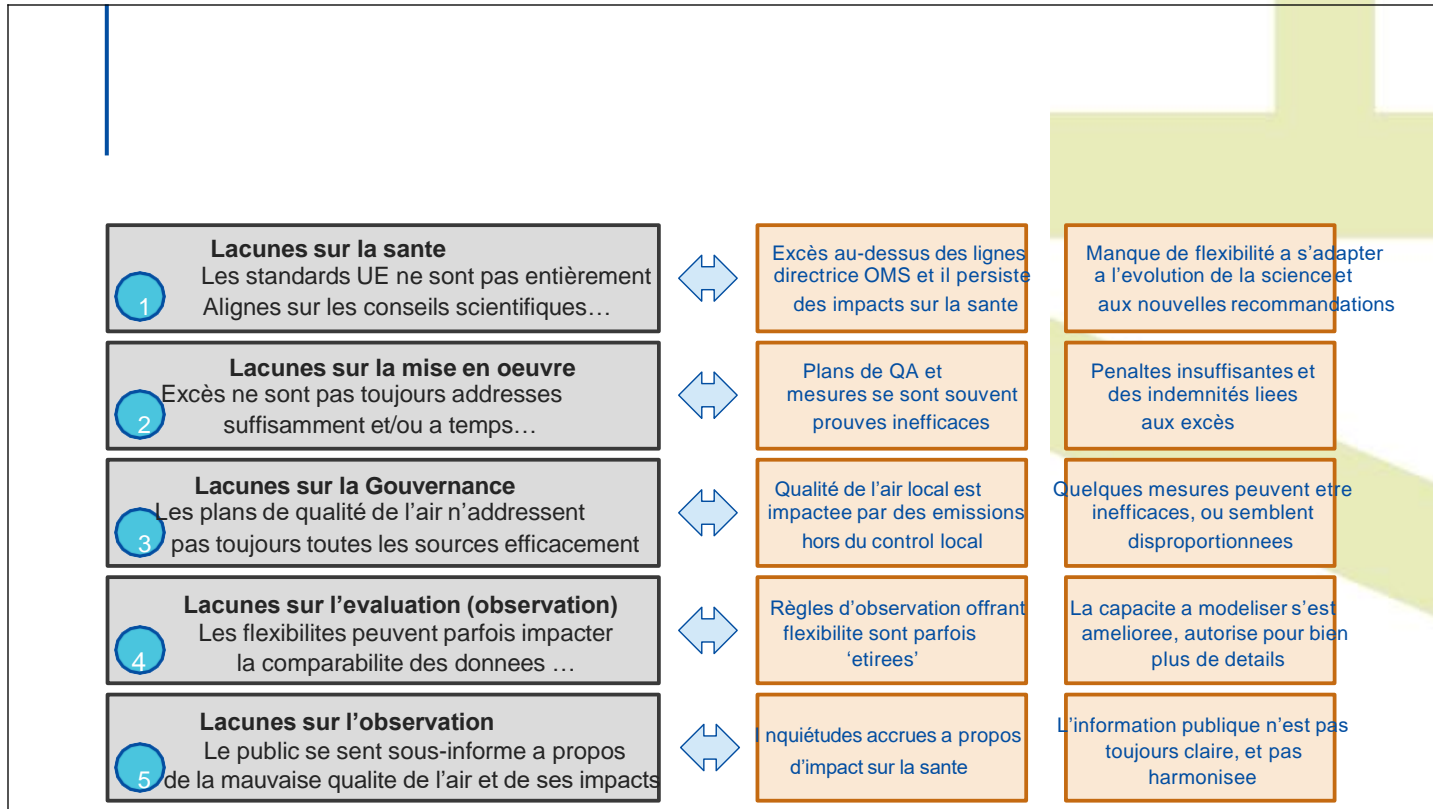 Lacunes sur la sante
Les standards UE ne sont pas entièrement
1 Alignes sur les conseils scientifiques…
Excès au-dessus des lignes
directrice OMS et il persiste
des impacts sur la sante
Manque de flexibilité a s’adapter
a l’evolution de la science et
aux nouvelles recommandations
Lacunes sur la mise en oeuvre
Excès ne sont pas toujours addresses
2 suffisamment et/ou a temps…
Plans de QA et
mesures se sont souvent
prouves inefficaces
Penaltes insuffisantes et
des indemnités liees
aux excès
Lacunes sur la Gouvernance
Les plans de qualité de l’air n’addressent
3 pas toujours toutes les sources efficacement
Qualité de l’air local est
impactee par des emissions
hors du control local
Quelques mesures peuvent etre
inefficaces, ou semblent
disproportionnees
Lacunes sur l’evaluation (observation)
Les flexibilites peuvent parfois impacter
4 la comparabilite des donnees …
Règles d’observation offrant
flexibilite sont parfois
‘etirees’
La capacite a modeliser s’est
amelioree, autorise pour bien
plus de details
Lacunes sur l’observation
Le public se sent sous-informe a propos
5 de la mauvaise qualite de l’air et de ses impacts
I nquiétudes accrues a propos
d’impact sur la sante
L’information publique n’est pas
toujours claire, et pas
harmonisee